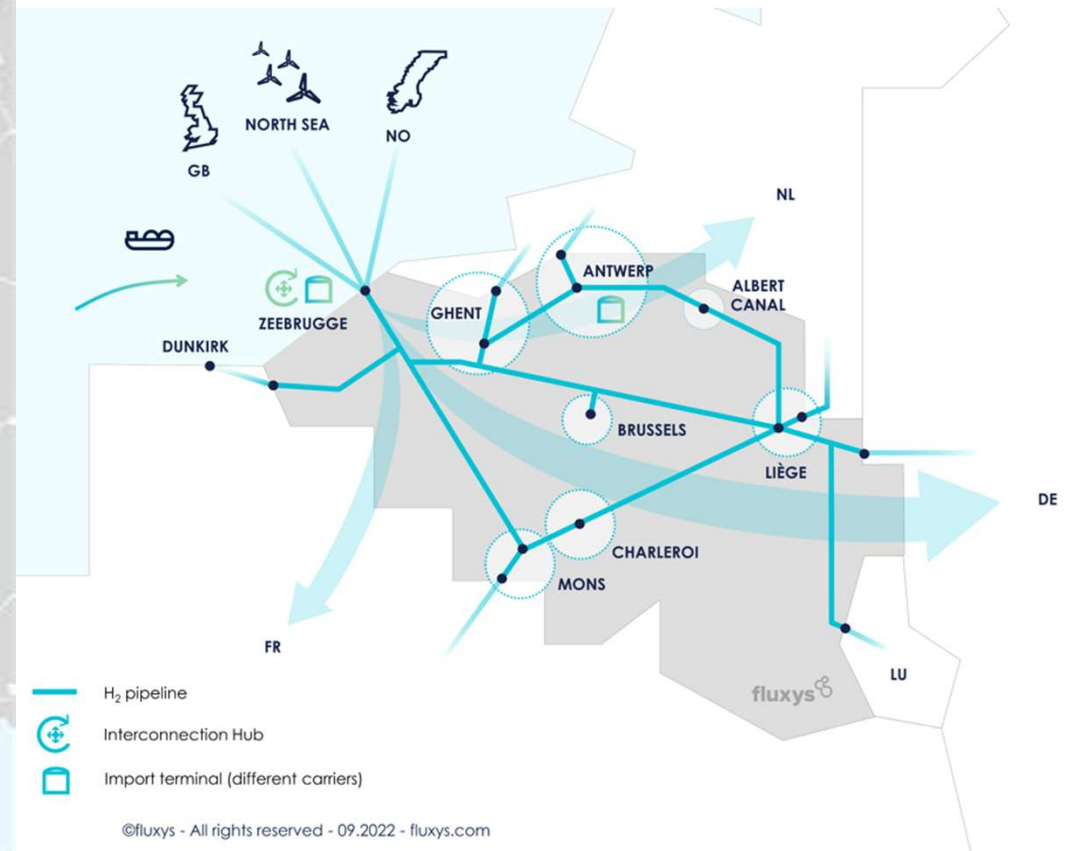 NORTH SEA
NO
GB
NL
ANTWERP
ALBERT
CANAL
GHENT
ZEEBRUGGE
DUNKIRK
BRUSSELS
LIÈGE
DE
CHARLEROI
MONS
FR
LU
fluxys
H₂ pipeline
Interconnection Hub
Import terminal (different carriers)
©fluxys - All rights reserved - 09.2022 - fluxys.com